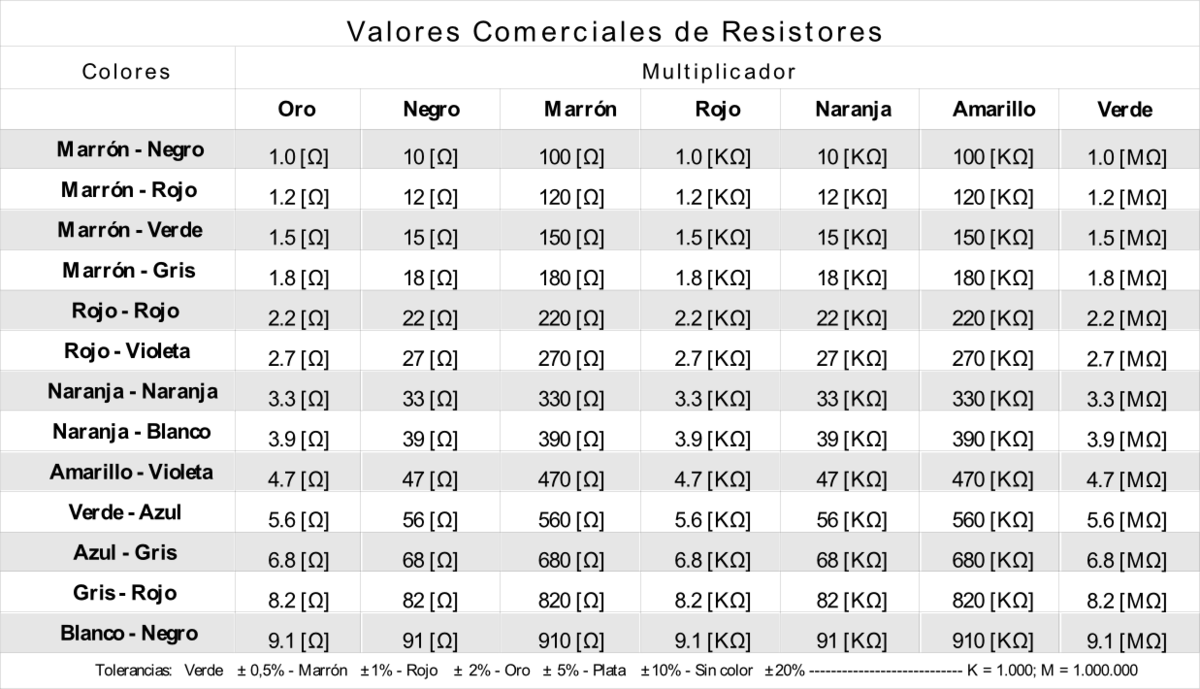 Valores Comerciales de Resistores
Colores Multiplicador
Oro Negro Marrón Rojo Naranja Amarillo Verde
Marrón - Negro 1.0 [Ω] 10 [Ω] 100 [Ω] 1.0 [KΩ] 10 [KΩ] 100 [KΩ] 1.0 [MΩ]
Marrón - Rojo 1.2 [Ω] 12 [Ω] 120 [Ω] 1.2 [KΩ] 12 [KΩ] 120 [KΩ] 1.2 [MΩ]
Marrón - Verde 1.5 [Ω] 15 [Ω] 150 [Ω] 1.5 [KΩ] 15 [KΩ] 150 [KΩ] 1.5 [MΩ]
Marrón - Gris 1.8 [Ω] 18 [Ω] 180 [Ω] 1.8 [KΩ] 18 [KΩ] 180 [KΩ] 1.8 [MΩ]
Rojo - Rojo 2.2 [Ω] 22 [Ω] 220 [Ω] 2.2 [KΩ] 22 [KΩ] 220 [KΩ] 2.2 [MΩ]
Rojo - Violeta 2.7 [Ω] 27 [Ω] 270 [Ω] 2.7 [KΩ] 27 [KΩ] 270 [KΩ] 2.7 [MΩ]
Naranja - Naranja 3.3 [Ω] 33 [Ω] 330 [Ω] 3.3 [KΩ] 33 [KΩ] 330 [KΩ] 3.3 [MΩ]
Naranja - Blanco 3.9 [Ω] 39 [Ω] 390 [Ω] 3.9 [KΩ] 39 [KΩ] 390 [KΩ] 3.9 [MΩ]
Amarillo - Violeta 4.7 [Ω] 47 [Ω] 470 [Ω] 4.7 [KΩ] 47 [KΩ] 470 [KΩ] 4.7 [MΩ]
Verde - Azul 5.6 [Ω] 56 [Ω] 560 [Ω] 5.6 [KΩ] 56 [KΩ] 560 [KΩ] 5.6 [MΩ]
Azul - Gris 6.8 [Ω] 68 [Ω] 680 [Ω] 6.8 [KΩ] 68 [KΩ] 680 [KΩ] 6.8 [MΩ]
Gris - Rojo 8.2 [Ω] 82 [Ω] 820 [Ω] 8.2 [KΩ] 82 [KΩ] 820 [KΩ] 8.2 [MΩ]
Blanco - Negro 9.1 [Ω] 91 [Ω] 910 [Ω] 9.1 [KΩ] 91 [KΩ] 910 [KΩ] 9.1 [MΩ]
Tolerancias: Verde ± 0,5% - Marrón ±1% - Rojo ± 2% - Oro ± 5% - Plata ±10% - Sin color ±20% ----------------------------- K = 1.000; M = 1.000.000